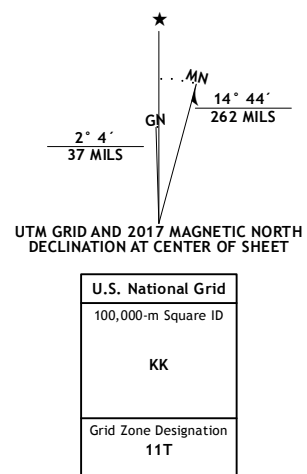 ★
MN
GN
2° 4´
37 MILS
14° 44´
262 MILS
UTM GRID AND 2017 MAGNETIC NORTH
DECLINATION AT CENTER OF SHEET
U.S. National Grid
100,000-m Square ID
KK
Grid Zone Designation
11T